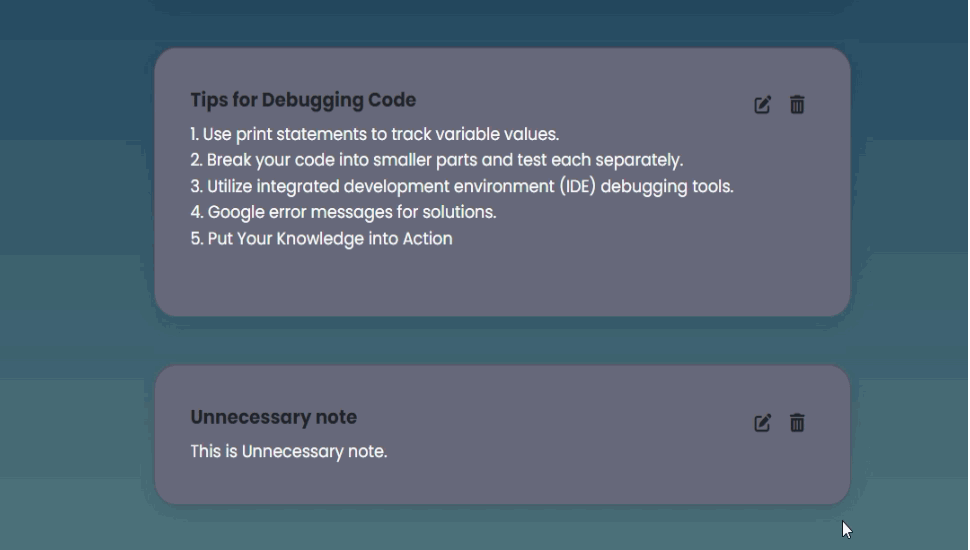 Tips for Debugging Code
1. Use print statements to track variable values.
2. Break your code into smaller parts and test each separately.
3. Utilize integrated development environment (IDE) debugging tools.
4. Google error messages for solutions.
5. Put Your Knowledge into Action
Unnecessary note
This is Unnecessary note.